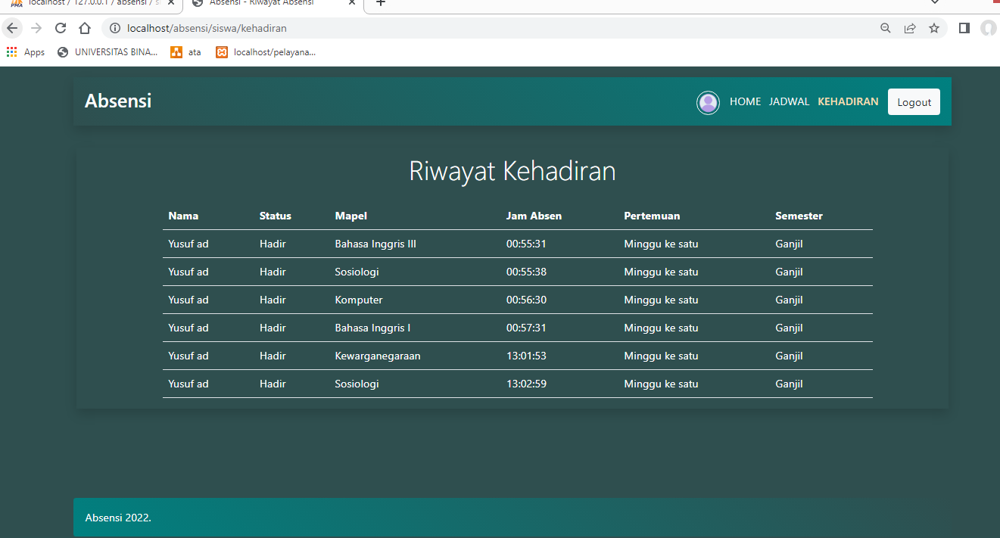 localhost / 127.0.0.1 / absensi / si
Absensi - Riwayat Absensi
localhost/absensi/siswa/kehadiran
Apps UNIVERSITAS BINA... ata localhost/pelayana...
Absensi HOME JADWAL KEHADIRAN Logout
Riwayat Kehadiran
Nama Status Mapel Jam Absen Pertemuan Semester
Yusuf ad Hadir Bahasa Inggris III 00:55:31 Minggu ke satu Ganjil
Yusuf ad Hadir Sosiologi 00:55:38 Minggu ke satu Ganjil
Yusuf ad Hadir Komputer 00:56:30 Minggu ke satu Ganjil
Yusuf ad Hadir Bahasa Inggris I 00:57:31 Minggu ke satu Ganjil
Yusuf ad Hadir Kewarganegaraan 13:01:53 Minggu ke satu Ganjil
Yusuf ad Hadir Sosiologi 13:02:59 Minggu ke satu Ganjil
Absensi 2022.